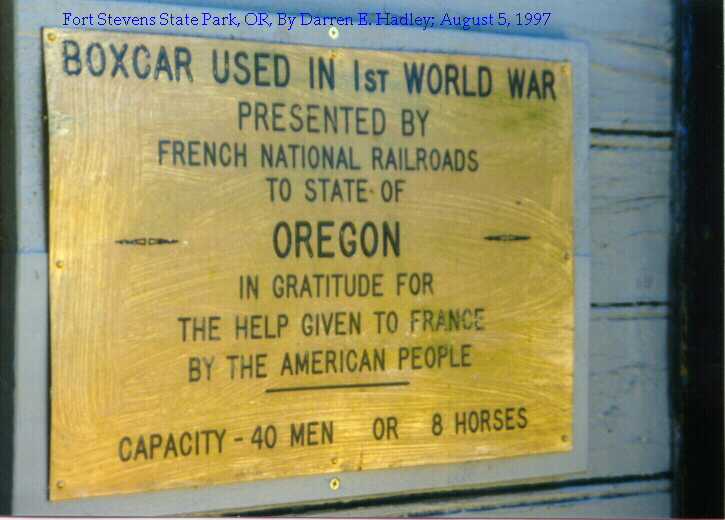 Fort Stevens State Park, OR, By Darren E. Hadley; August 5, 1997
BOXCAR USED IN 1ST WORLD WAR
PRESENTED BY
FRENCH NATIONAL RAILROADS
TO STATE OF
OREGON
IN GRATITUDE FOR
THE HELP GIVEN TO FRANCE
BY THE AMERICAN PEOPLE
CAPACITY - 40 MEN OR 8 HORSES